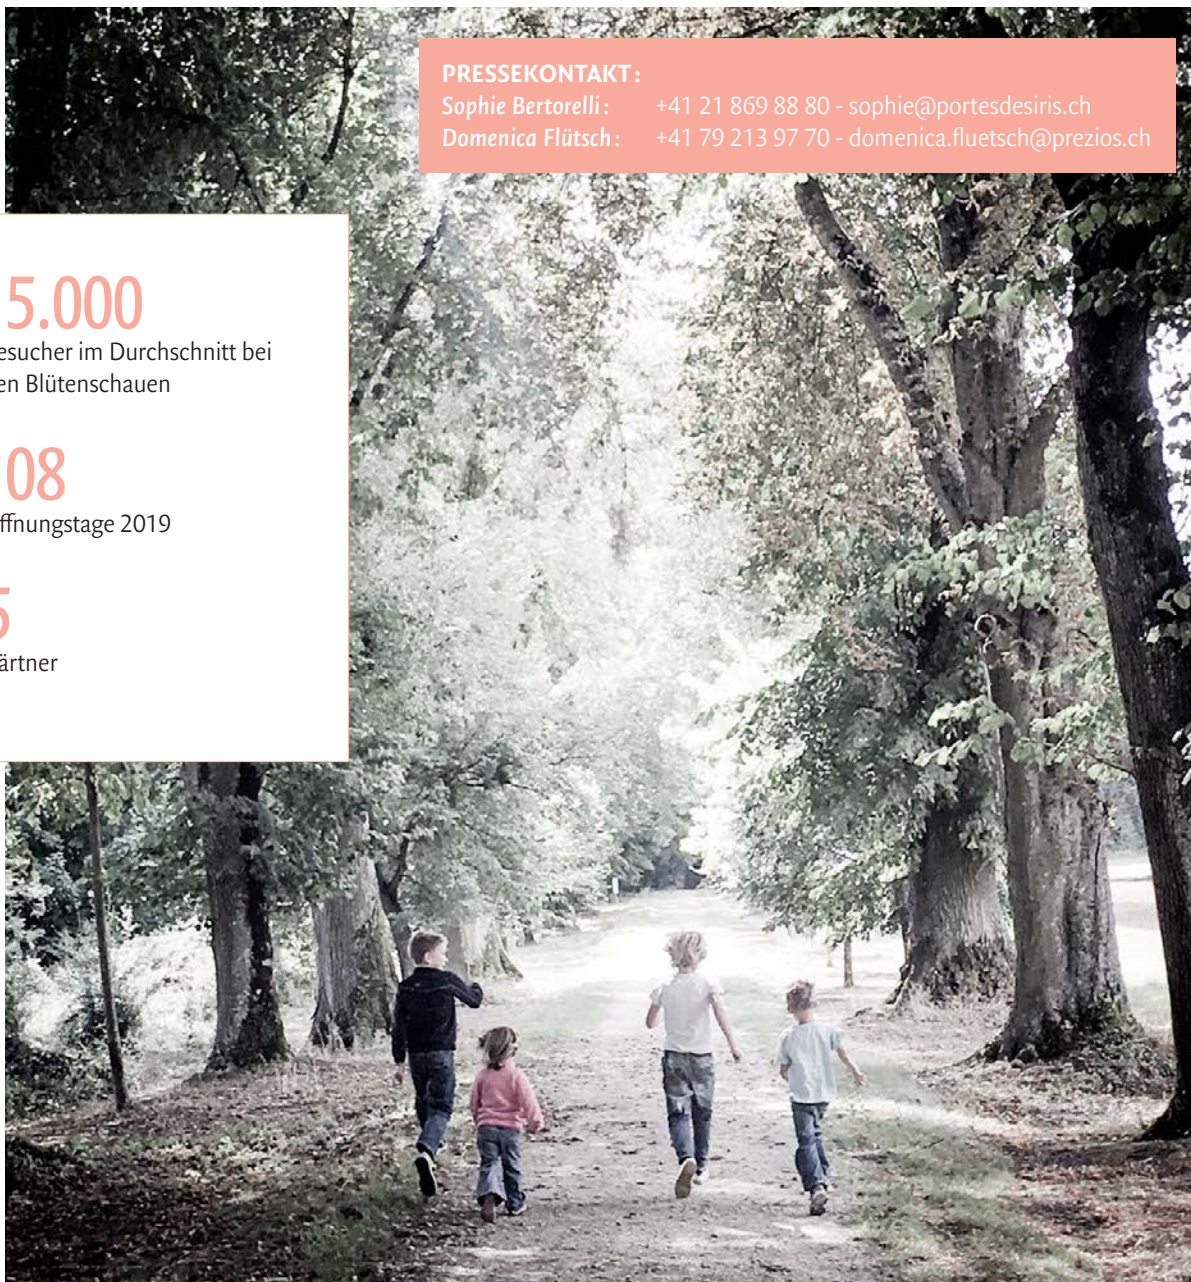 PRESSEKONTAKT:
Sophie Bertorelli: +41 21 869 88 80 - sophie@portesdesiris.ch
Domenica Flütsch: +41 79 213 97 70 - domenica.fluetsch@prezios.ch
5.000
esucher im Durchschnitt bei
en Blütenschauen
08
ffnungstage 2019
5
ärtner